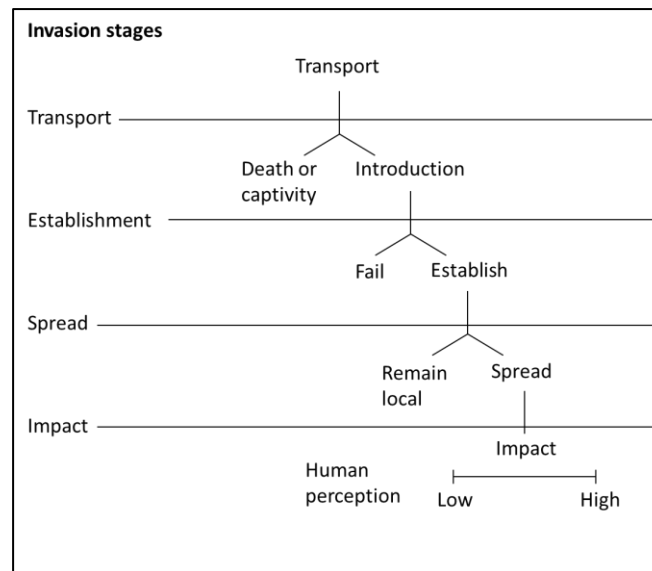 Invasion stages
Transport
Transport
Death or
captivity
Introduction
Establishment
Fail
Establish
Spread
Remain
local
Spread
Impact
Impact
Human
perception
Low
High